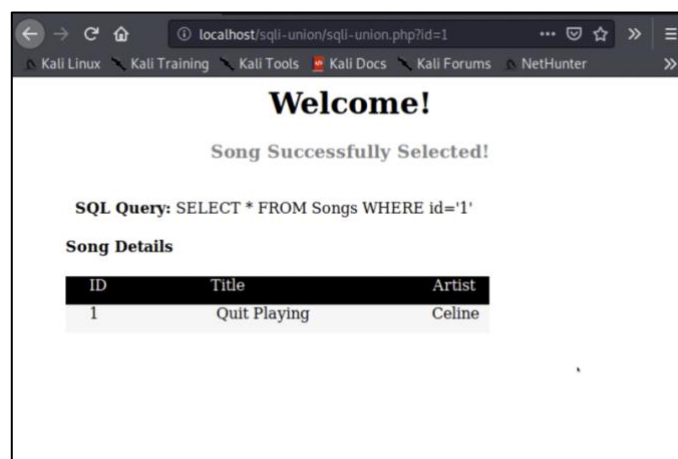 localhost/sqli-union/sqli-union.php?id=1
Kali Linux Kali Training Kali Tools Kali Docs Kali Forums NetHunter
Welcome!
Song Successfully Selected!
SQL Query: SELECT * FROM Songs WHERE id='1'
Song Details
ID Title Artist
1 Quit Playing Celine